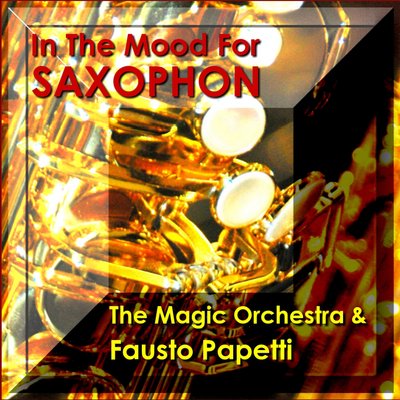 In The Mood For
SAXOPHON
The Magic Orchestra &
Fausto Papetti